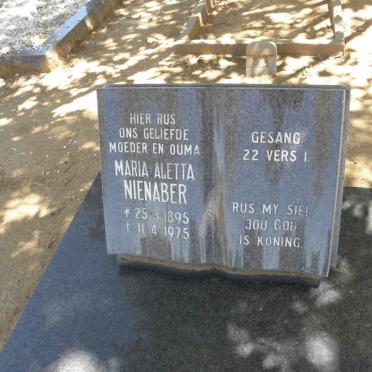 HIER RUS
ONS GELIEFDE
MOEDER EN OUMA
MARIA ALETTA
NIENABER
* 25.3.1895
† 11.4.1975
GESANG
22 VERS 1.
RUS MY SIEL
JOU GOD
IS KONING